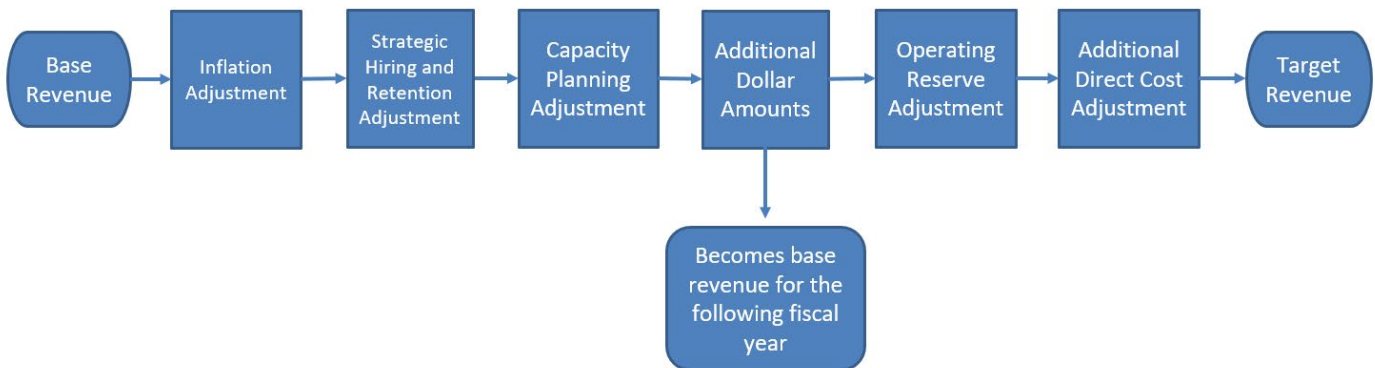 Base
Revenue
Inflation
Adjustment
Strategic
Hiring and
Retention
Adjustment
Capacity
Planning
Adjustment
Additional
Dollar
Amounts
Operating
Reserve
Adjustment
Additional
Direct Cost
Adjustment
Target
Revenue
Becomes base
revenue for the
following fiscal
year